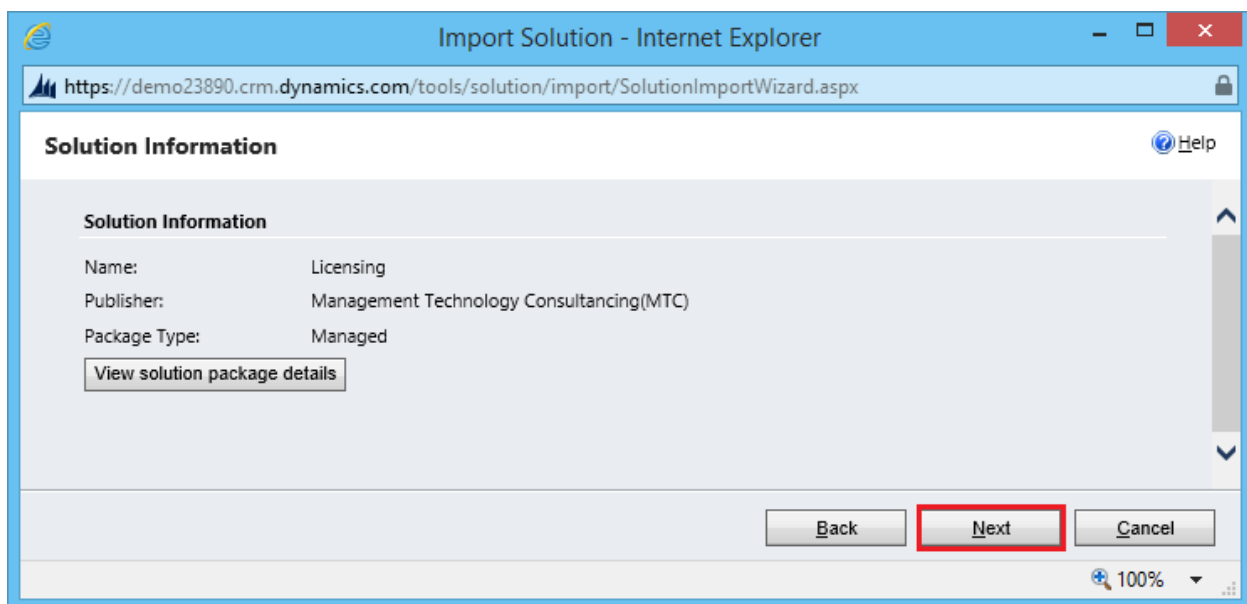 Import Solution - Internet Explorer
https://demo23890.crm.dynamics.com/tools/solution/import/SolutionImportWizard.aspx
Solution Information
Help
Solution Information
Name: Licensing
Publisher: Management Technology Consultancing(MTC)
Package Type: Managed
View solution package details
Back Next Cancel
100%